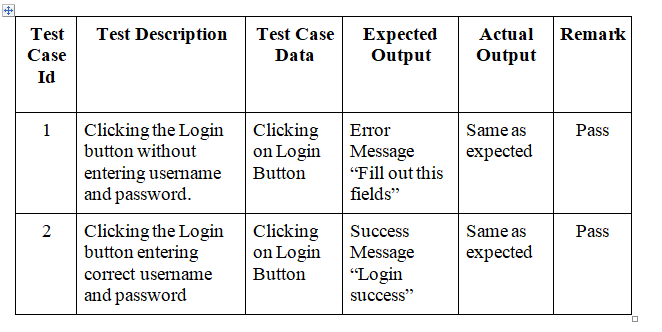 Test Case Id
Test Description
Test Case Data
Expected Output
Actual Output
Remark
1
Clicking the Login
button without
entering username
and password.
Clicking
on Login
Button
Error
Message
“Fill out this
fields”
Same as
expected
Pass
2
Clicking the Login
button entering
correct username
and password
Clicking
on Login
Button
Success
Message
“Login
success”
Same as
expected
Pass